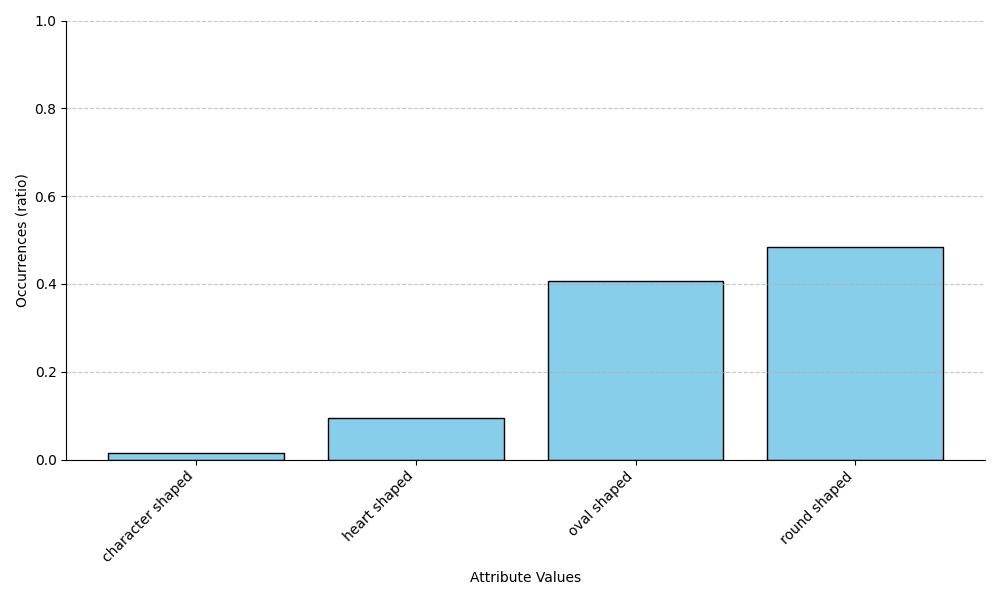 1.0
0.8
0.6
0.4
0.2
0.0
Occurrences (ratio)
character shaped
heart shaped
oval shaped
round shaped
Attribute Values